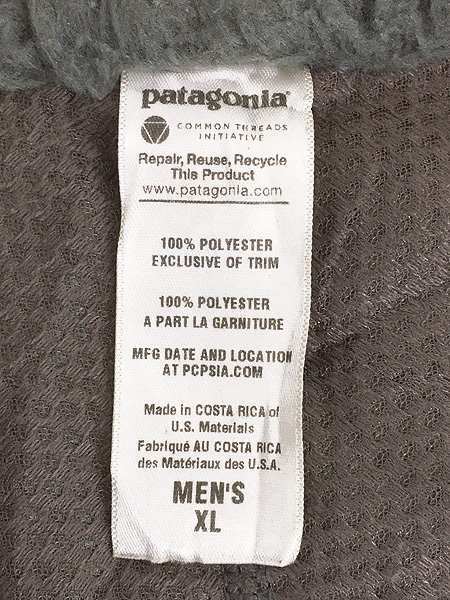 patagonia®
COMMON THREADS
INITIATIVE
Repair, Reuse, Recycle
This Product
www.patagonia.com
100% POLYESTER
EXCLUSIVE OF TRIM
100% POLYESTER
A PART LA GARNITURE
MFG DATE AND LOCATION
AT PCPSIA.COM
Made in COSTA RICA of
U.S. Materials
Fabriqué AU COSTA RICA
des Matériaux des U.S.A.
MEN'S
XL